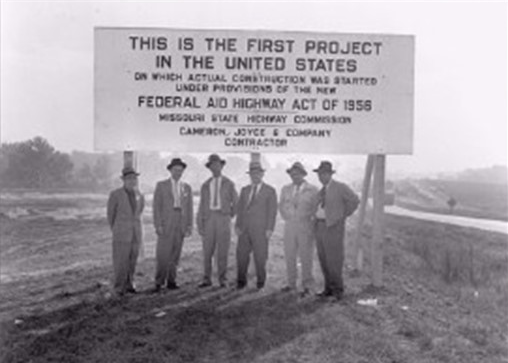 THIS IS THE FIRST PROJECT
IN THE UNITED STATES
ON WHICH ACTUAL CONSTRUCTION WAS STARTED
UNDER PROVISIONS OF THE NEW
FEDERAL AID HIGHWAY ACT OF 1956
MISSOURI STATE HIGHWAY COMMISSION
CAMERON, JOYCE & COMPANY
CONTRACTOR